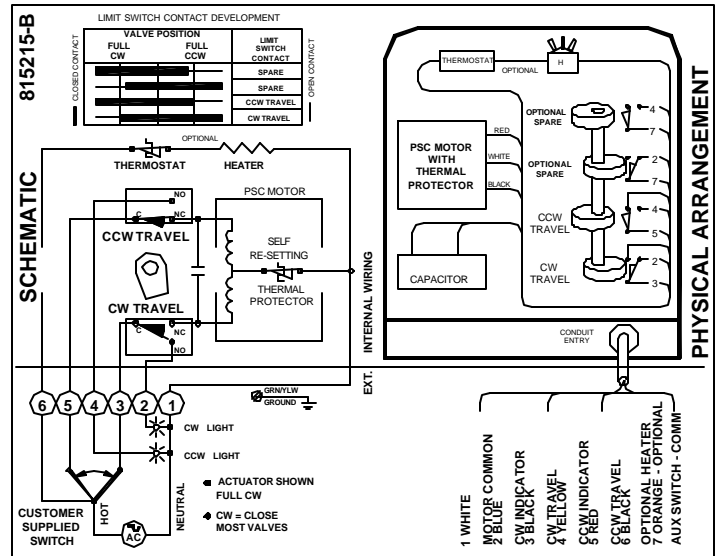 815215-B
LIMIT SWITCH CONTACT DEVELOPMENT
VALVE POSITION
FULL CW
FULL CCW
LIMIT SWITCH CONTACT
SPARE
SPARE
CCW TRAVEL
CW TRAVEL
CLOSED CONTACT
OPEN CONTACT
SCHEMATIC
OPTIONAL
THERMOSTAT
HEATER
NO
C
NC
CCW TRAVEL
PSC MOTOR
SELF
RE-SETTING
THERMAL
PROTECTOR
CW TRAVEL
C
NC
NO
INTERNAL WIRING
EXT.
6 5 4 3 2 1
GRN/YLW
GROUND
CW LIGHT
CCW LIGHT
HOT
NEUTRAL
AC
CUSTOMER
SUPPLIED
SWITCH
ACTUATOR SHOWN
FULL CW
CW = CLOSE
MOST VALVES
PHYSICAL ARRANGEMENT
THERMOSTAT
OPTIONAL
H
PSC MOTOR
WITH
THERMAL
PROTECTOR
RED
WHITE
BLACK
CAPACITOR
OPTIONAL
SPARE
4
7
OPTIONAL
SPARE
2
7
CCW
TRAVEL
4
5
CW
TRAVEL
2
3
CONDUIT
ENTRY
1 WHITE
MOTOR COMMON
2 BLUE
CW INDICATOR
3 BLACK
CW TRAVEL
4 YELLOW
CCW INDICATOR
5 RED
CCW TRAVEL
6 BLACK
OPTIONAL HEATER
7 ORANGE - OPTIONAL
AUX SWITCH - COMM